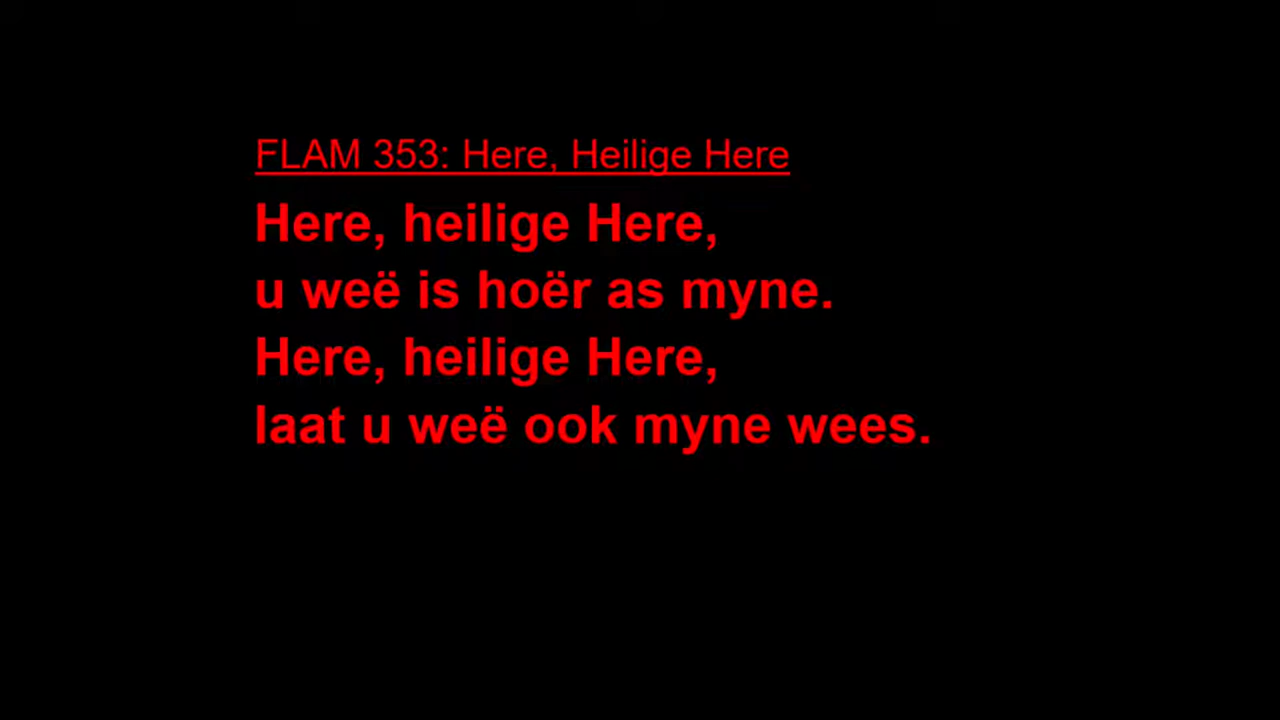 FLAM 353: Here, Heilige Here
Here, heilige Here,
u weë is hoër as myne.
Here, heilige Here,
laat u weë ook myne wees.